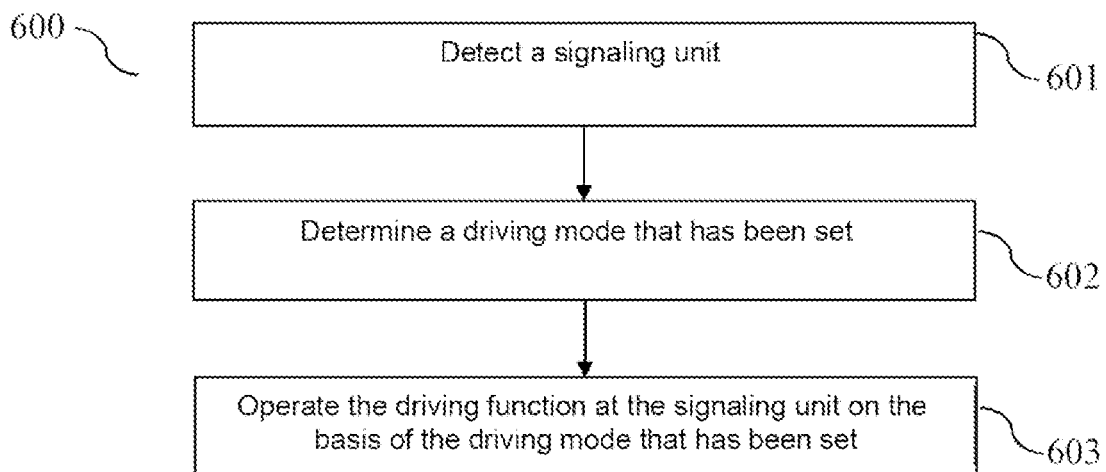 600
Detect a signaling unit
601
Determine a driving mode that has been set
602
Operate the driving function at the signaling unit on the
basis of the driving mode that has been set
603